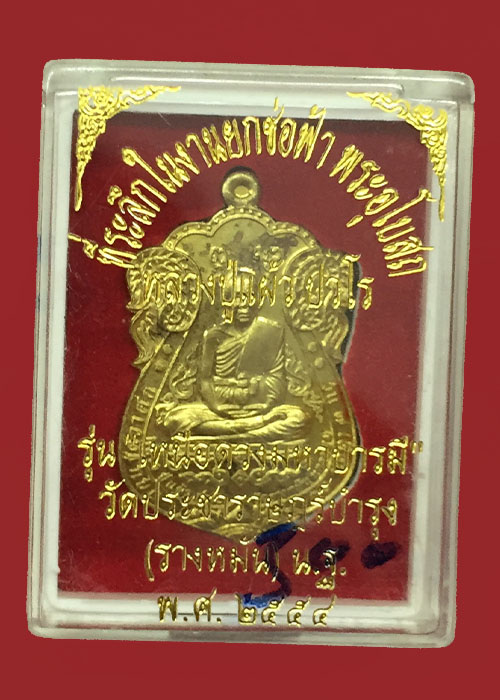 ที่ระลึกในงานยกช่อฟ้า พระอุโบสถ
หลวงปู่แผ้ว ปวโร
รุ่น "เหนือดวงมหาบารมี"
วัดประชาราษฎร์บำรุง
(รางหมัน) น.ฐ.
พ.ศ. ๒๕๕๔